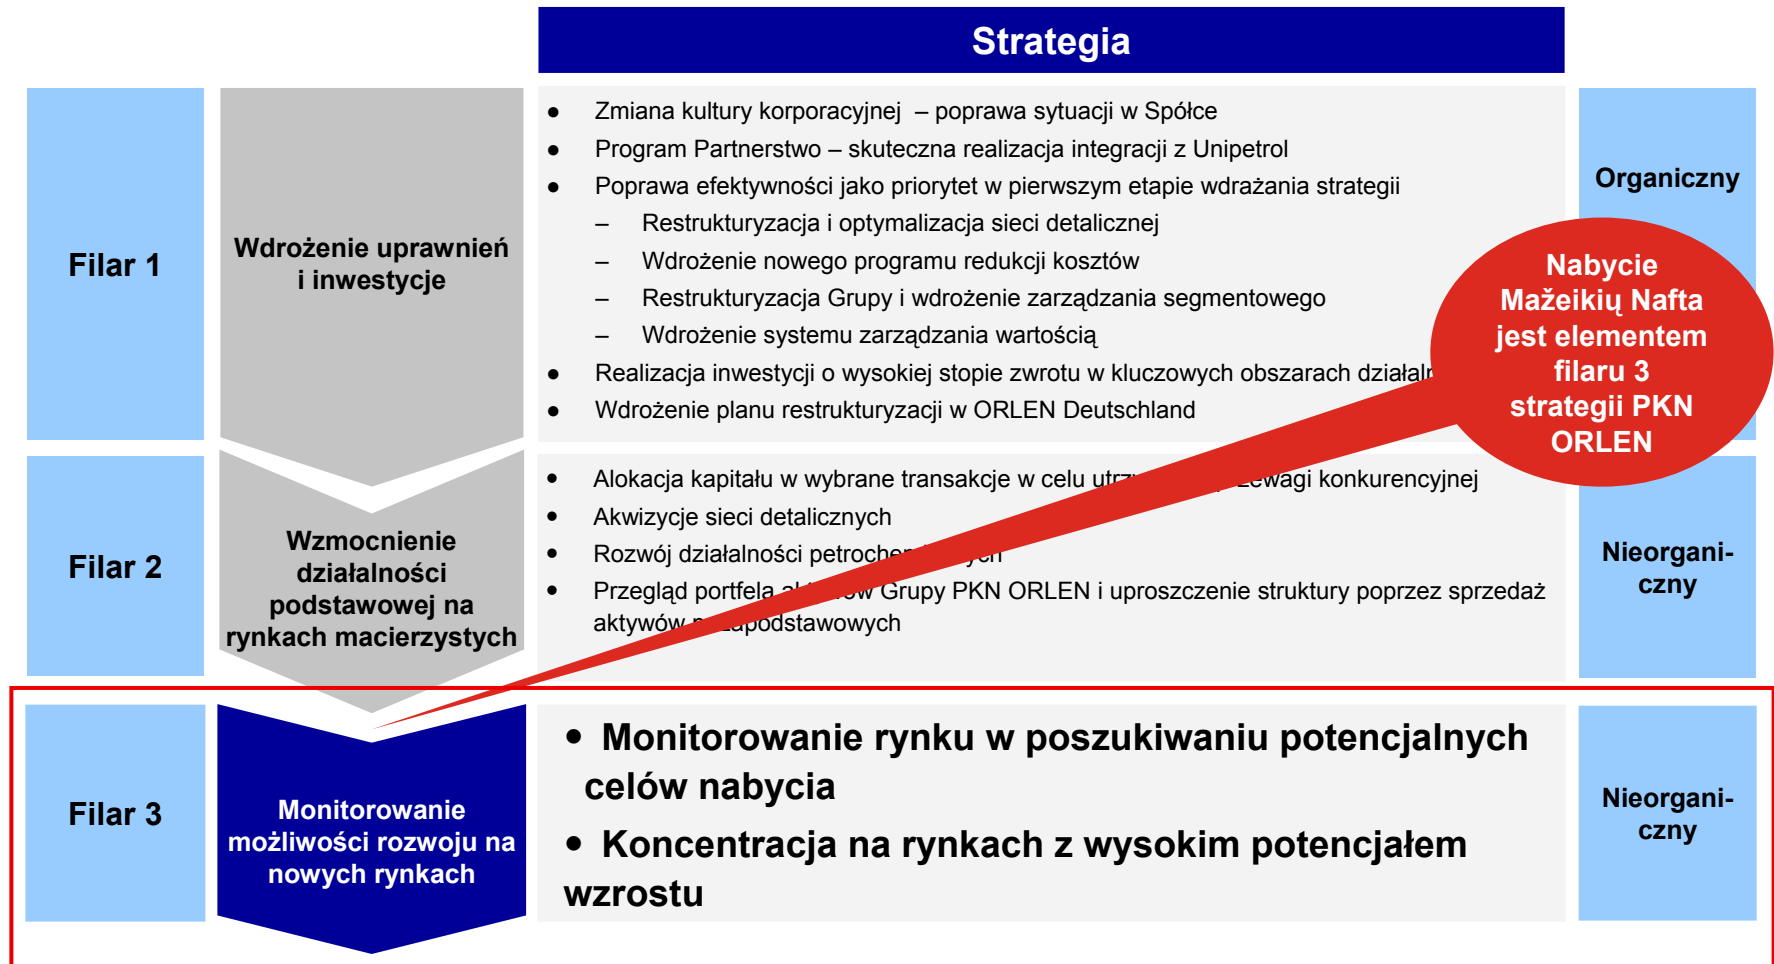 Strategia
Filar 1
Wdrożenie uprawnień
i inwestycje
● Zmiana kultury korporacyjnej – poprawa sytuacji w Spółce
● Program Partnerstwo – skuteczna realizacja integracji z Unipetrol
● Poprawa efektywności jako priorytet w pierwszym etapie wdrażania strategii
– Restrukturyzacja i optymalizacja sieci detalicznej
– Wdrożenie nowego programu redukcji kosztów
– Restrukturyzacja Grupy i wdrożenie zarządzania segmentowego
– Wdrożenie systemu zarządzania wartością
● Realizacja inwestycji o wysokiej stopie zwrotu w kluczowych obszarach
● Wdrożenie planu restrukturyzacji w ORLEN Deutschland
Organiczny
Nabycie
Mažeikių Nafta
jest elementem
filaru 3
strategii PKN
ORLEN
Filar 2
Wzmocnienie
działalności
podstawowej na
rynkach macierzystych
● Alokacja kapitału w wybrane transakcje w celu konkurencyjnej
● Akwizycje sieci detalicznych
● Rozwój działalności
● Przegląd portfela Grupy PKN ORLEN i uproszczenie struktury poprzez sprzedaż
aktywów
Nieorgani-
czny
Filar 3
Monitorowanie
możliwości rozwoju na
nowych rynkach
● Monitorowanie rynku w poszukiwaniu potencjalnych
celów nabycia
● Koncentracja na rynkach z wysokim potencjałem
wzrostu
Nieorgani-
czny